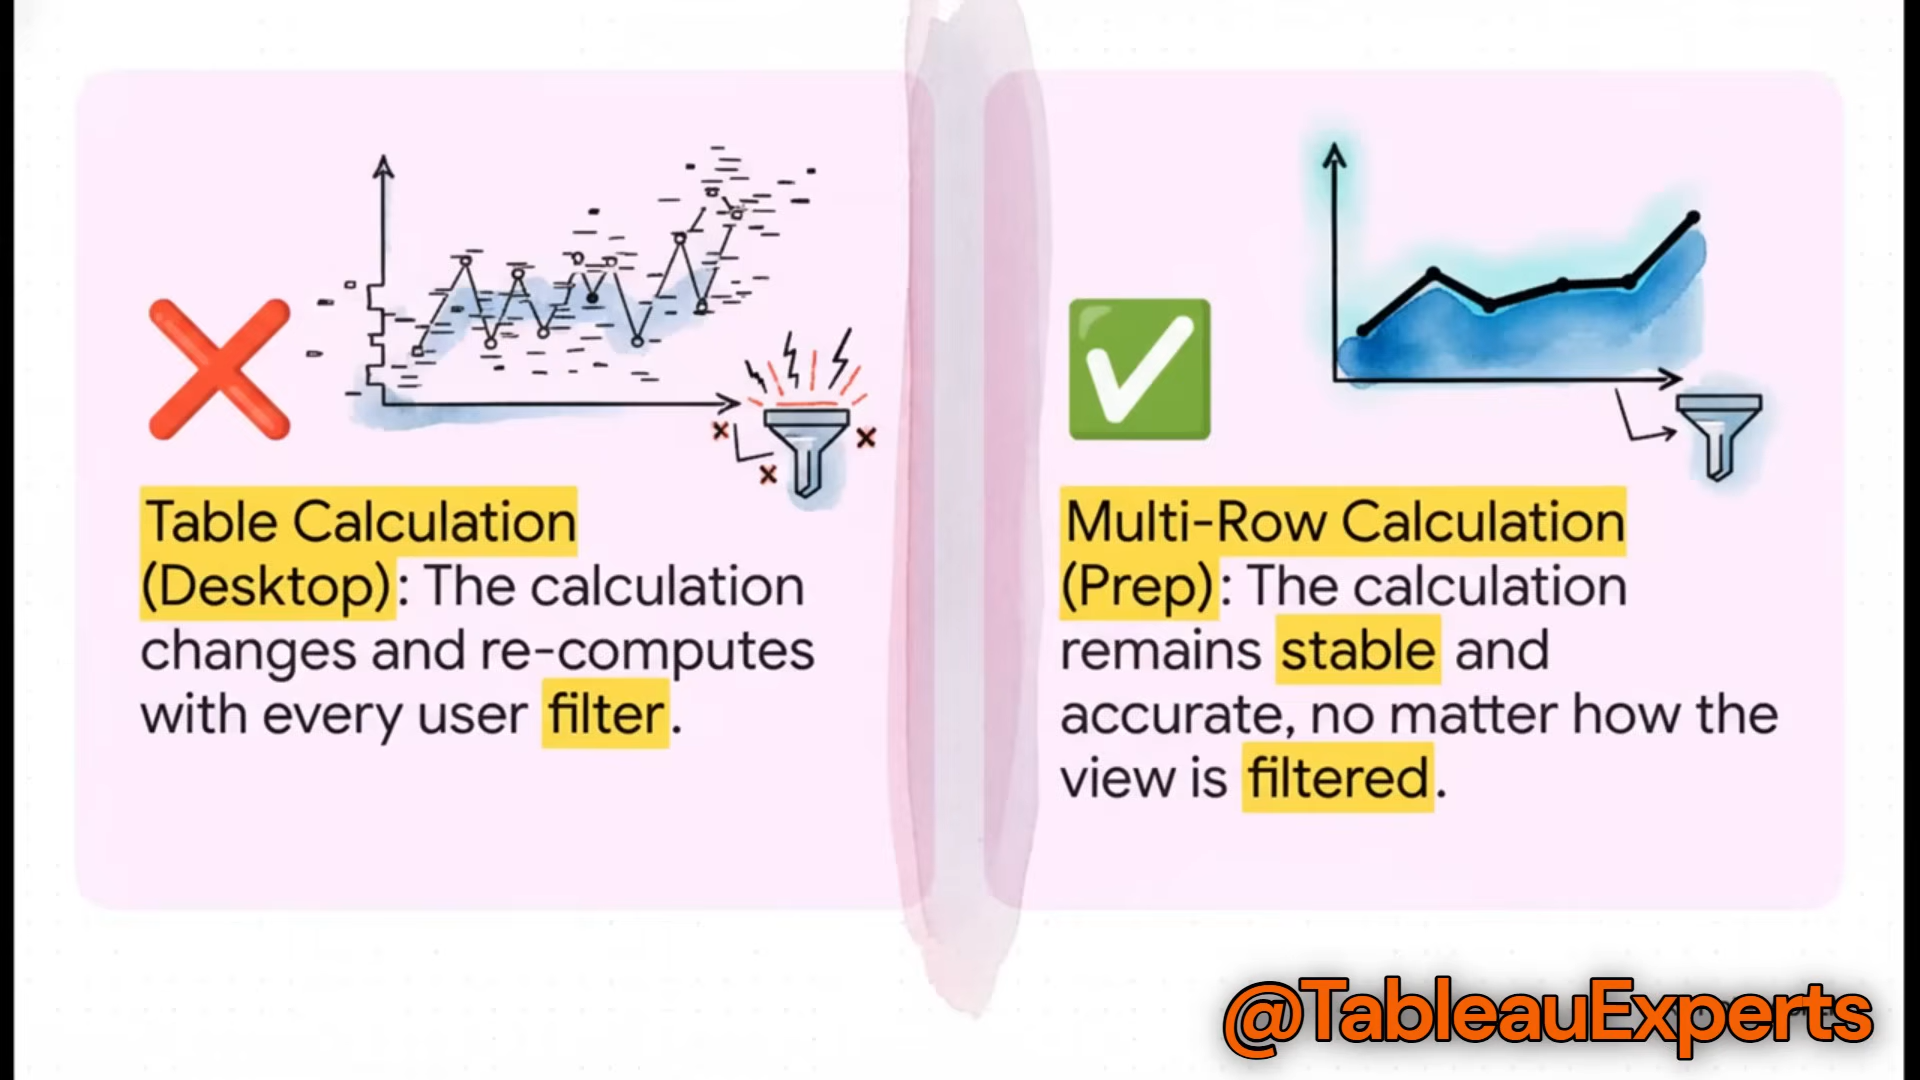 Table Calculation
(Desktop): The calculation
changes and re-computes
with every user filter.
Multi-Row Calculation
(Prep): The calculation
remains stable and
accurate, no matter how the
view is filtered.
@TableauExperts